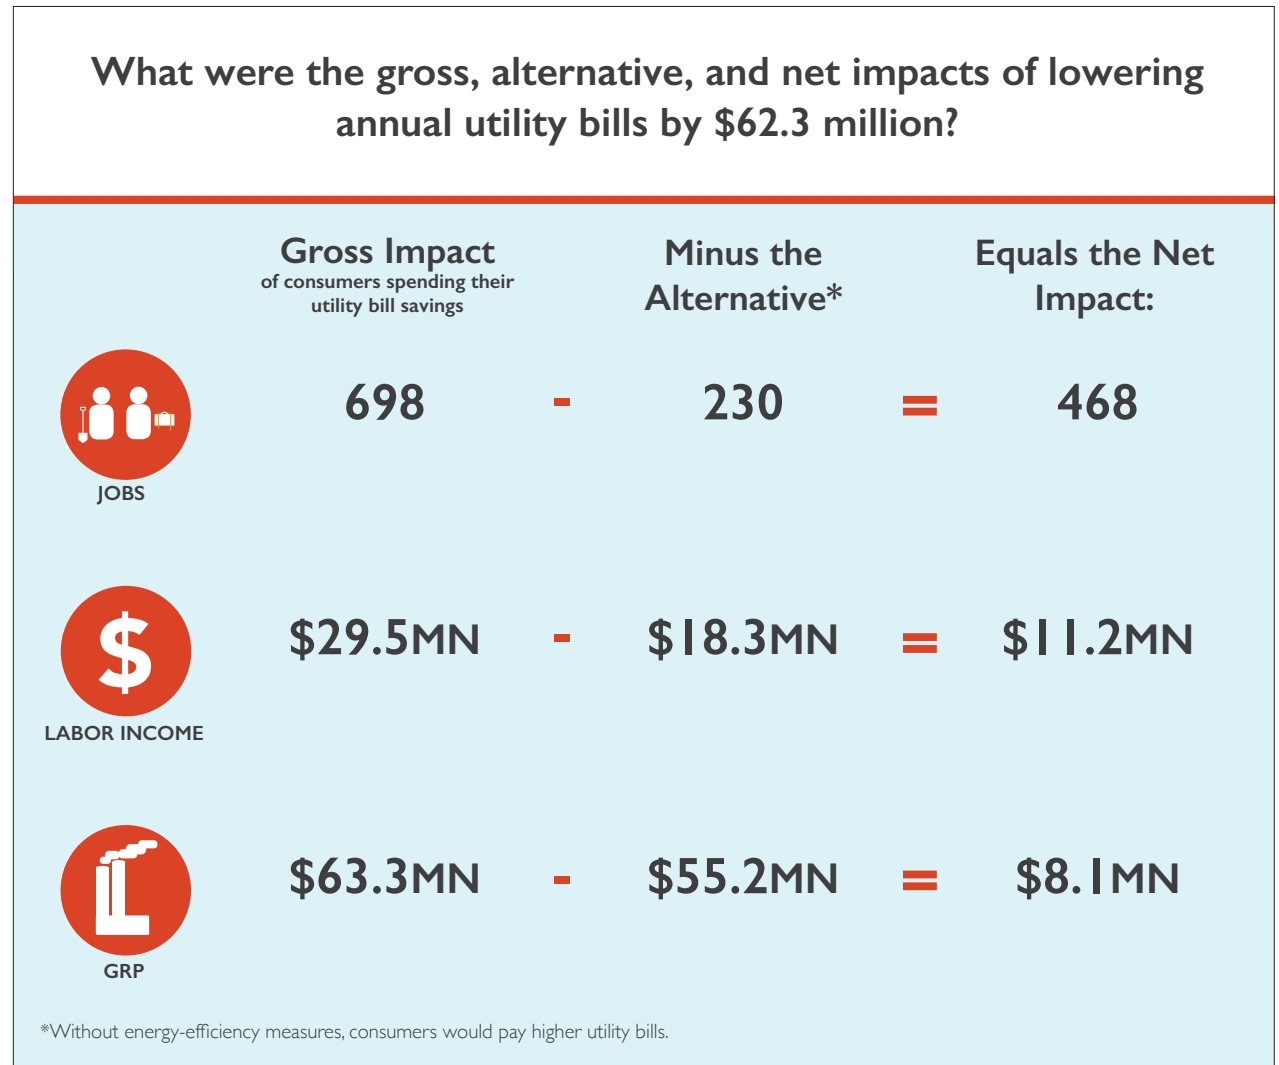 What were the gross, alternative, and net impacts of lowering
annual utility bills by $62.3 million?
Gross Impact
of consumers spending their
utility bill savings
Minus the
Alternative*
Equals the Net
Impact:
698 - 230 = 468
JOBS
$
$29.5MN - $18.3MN = $11.2MN
LABOR INCOME
$63.3MN - $55.2MN = $8.1MN
GRP
*Without energy-efficiency measures, consumers would pay higher utility bills.